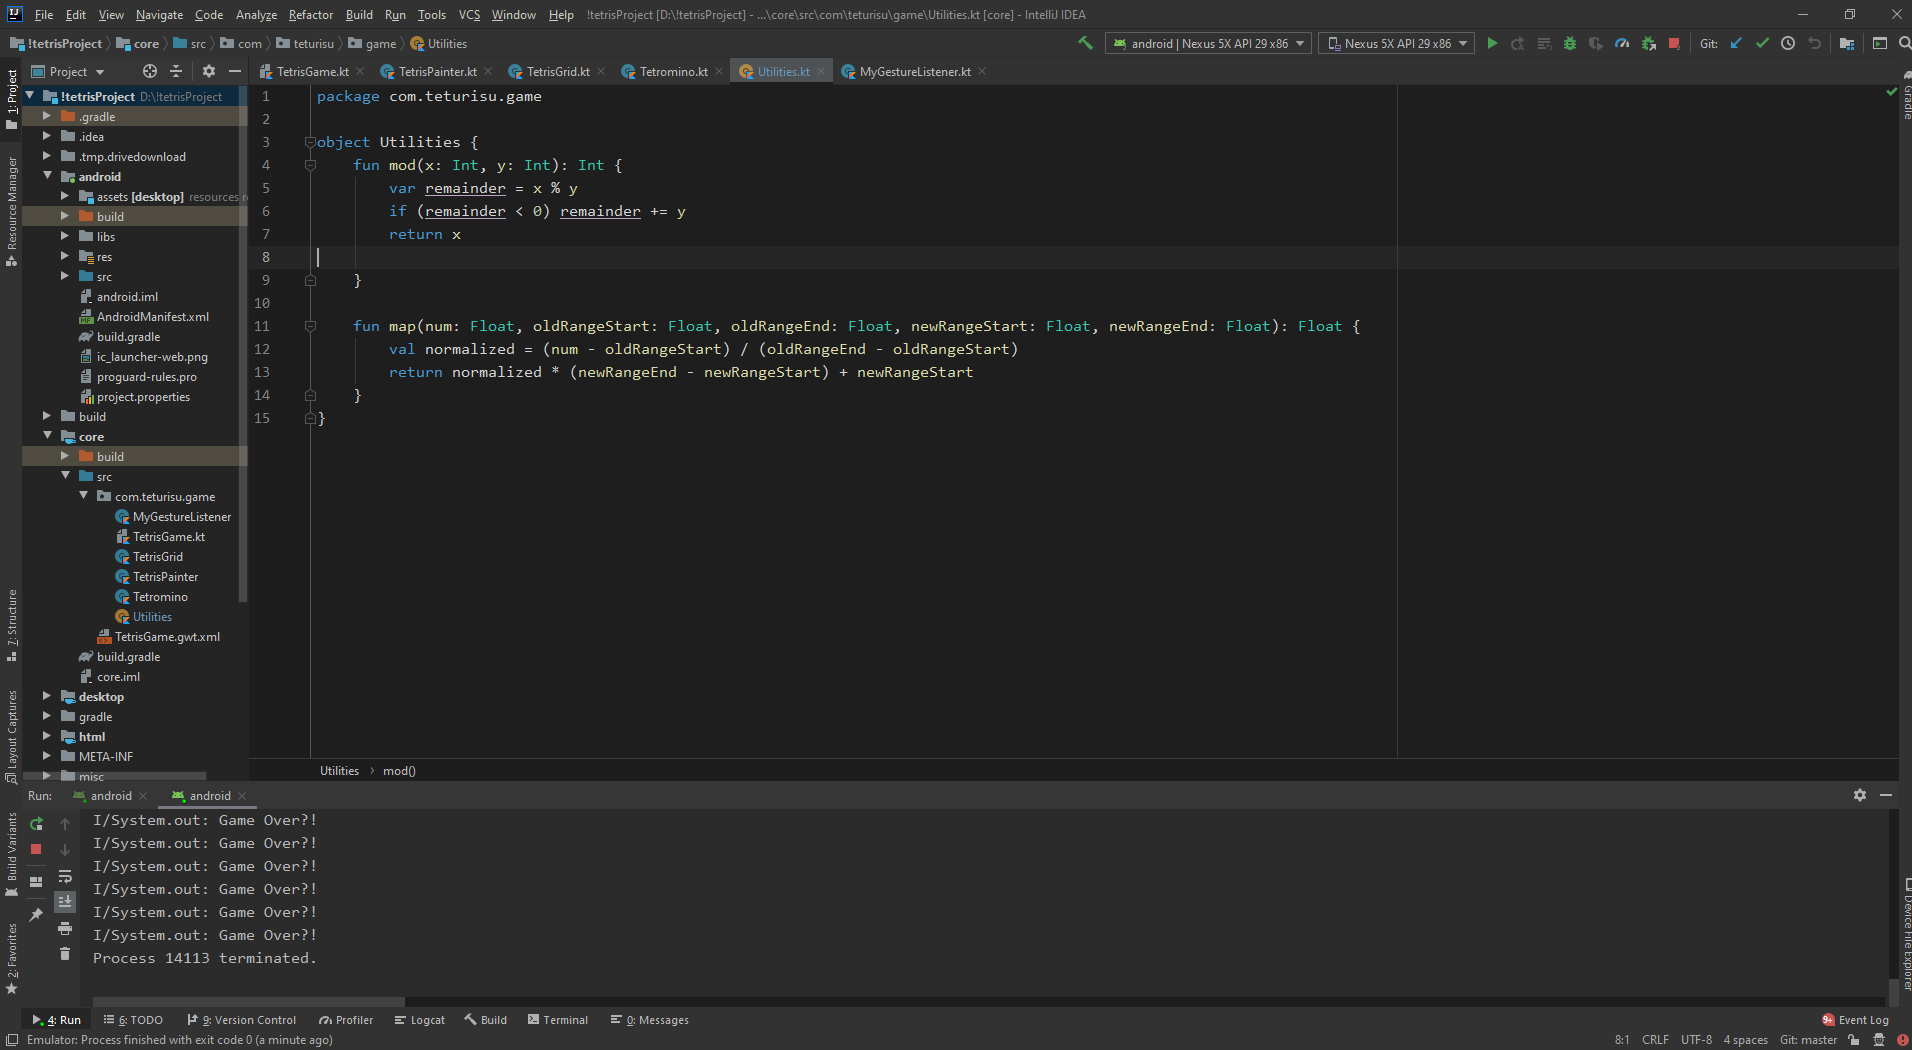 File Edit View Navigate Code Analyze Refactor Build Run Tools VCS Window Help !tetrisProject [D:\!tetrisProject] - ...\core\src\com\teturisu\game\Utilities.kt [core] - IntelliJ IDEA
!tetrisProject core src com teturisu game Utilities
android | Nexus 5X API 29 x86 Nexus 5X API 29 x86 Git:
Project
TetrisGame.kt TetrisPainter.kt TetrisGrid.kt Tetromino.kt Utilities.kt MyGestureListener.kt
1: Project
Resource Manager
7: Structure
Layout Captures
Build Variants
2: Favorites
!tetrisProject D:\!tetrisProject
.gradle
.idea
.tmp.drivedownload
android
assets [desktop] resources r
build
libs
res
src
android.iml
AndroidManifest.xml
build.gradle
ic_launcher-web.png
proguard-rules.pro
project.properties
build
core
build
src
com.teturisu.game
MyGestureListener
TetrisGame.kt
TetrisGrid
TetrisPainter
Tetromino
Utilities
TetrisGame.gwt.xml
build.gradle
core.iml
desktop
gradle
html
META-INF
misc
1 package com.teturisu.game
2
3 object Utilities {
4 fun mod(x: Int, y: Int): Int {
5 var remainder = x % y
6 if (remainder < 0) remainder += y
7 return x
8
9 }
10
11 fun map(num: Float, oldRangeStart: Float, oldRangeEnd: Float, newRangeStart: Float, newRangeEnd: Float): Float {
12 val normalized = (num - oldRangeStart) / (oldRangeEnd - oldRangeStart)
13 return normalized * (newRangeEnd - newRangeStart) + newRangeStart
14 }
15 }
Gradle
Device File Explorer
Utilities › mod()
Run: android android
I/System.out: Game Over?!
I/System.out: Game Over?!
I/System.out: Game Over?!
I/System.out: Game Over?!
I/System.out: Game Over?!
I/System.out: Game Over?!
Process 14113 terminated.
4: Run 6: TODO 9: Version Control Profiler Logcat Build Terminal 0: Messages 9+ Event Log
Emulator: Process finished with exit code 0 (a minute ago) 8:1 CRLF UTF-8 4 spaces Git: master